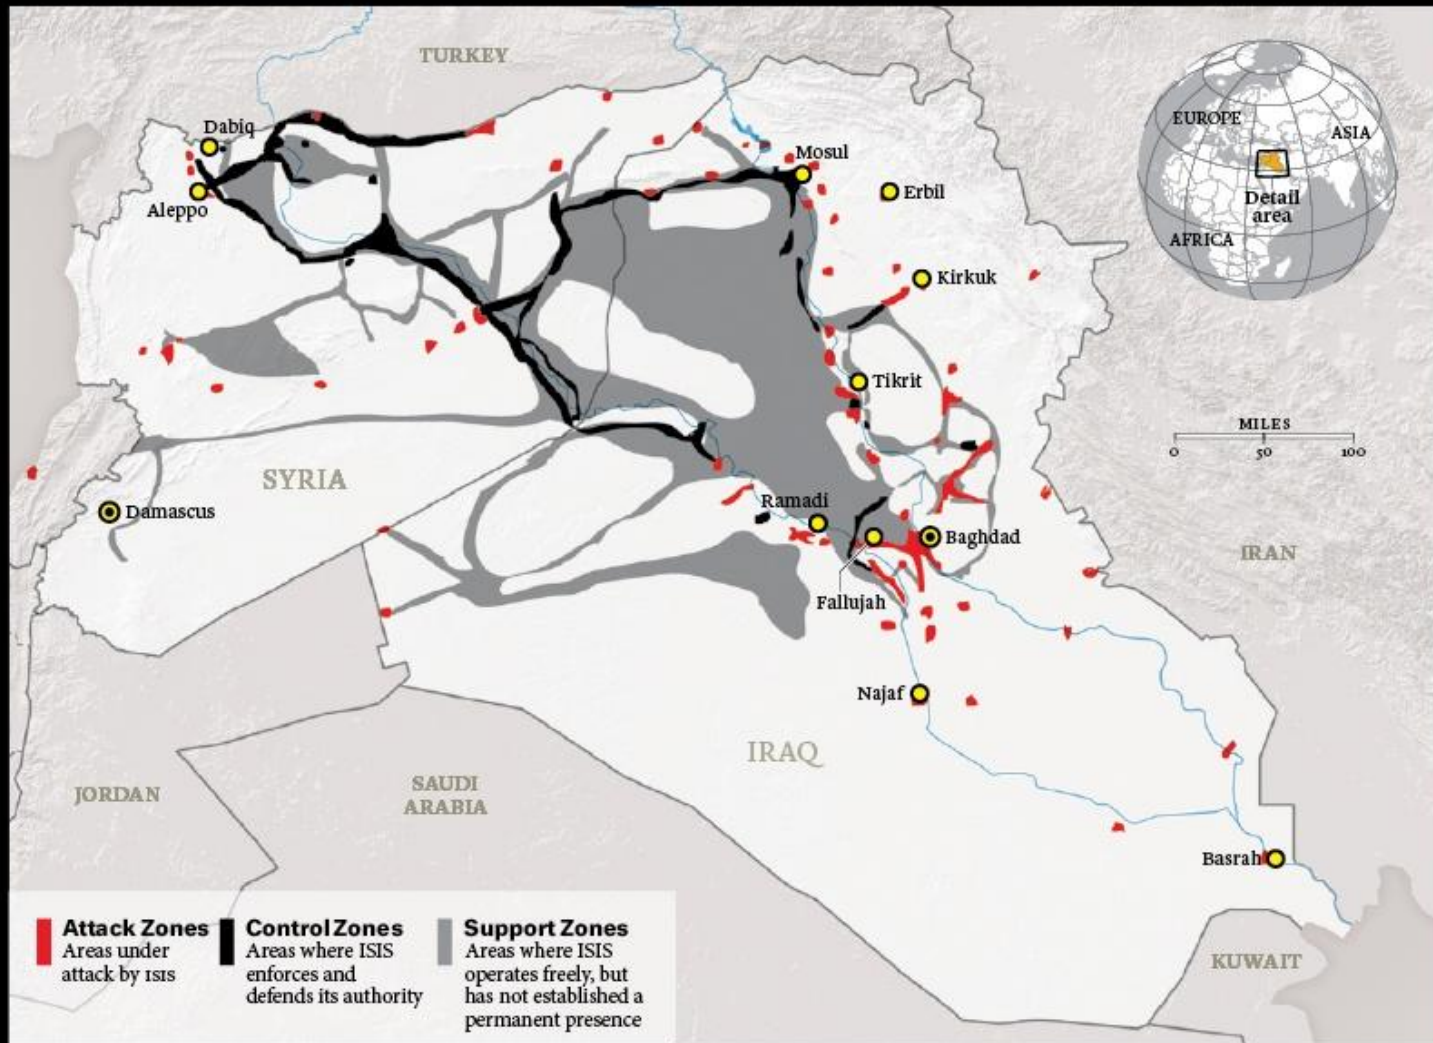 TURKEY
Dabiq
Aleppo
Mosul
Erbil
Kirkuk
Tikrit
SYRIA
Damascus
Ramadi
Baghdad
Fallujah
IRAN
Najaf
IRAQ
JORDAN
SAUDI
ARABIA
Basrah
KUWAIT
EUROPE
ASIA
Detail
area
AFRICA
MILES
0 50 100
Attack Zones
Areas under
attack by ISIS
Control Zones
Areas where ISIS
enforces and
defends its authority
Support Zones
Areas where ISIS
operates freely, but
has not established a
permanent presence